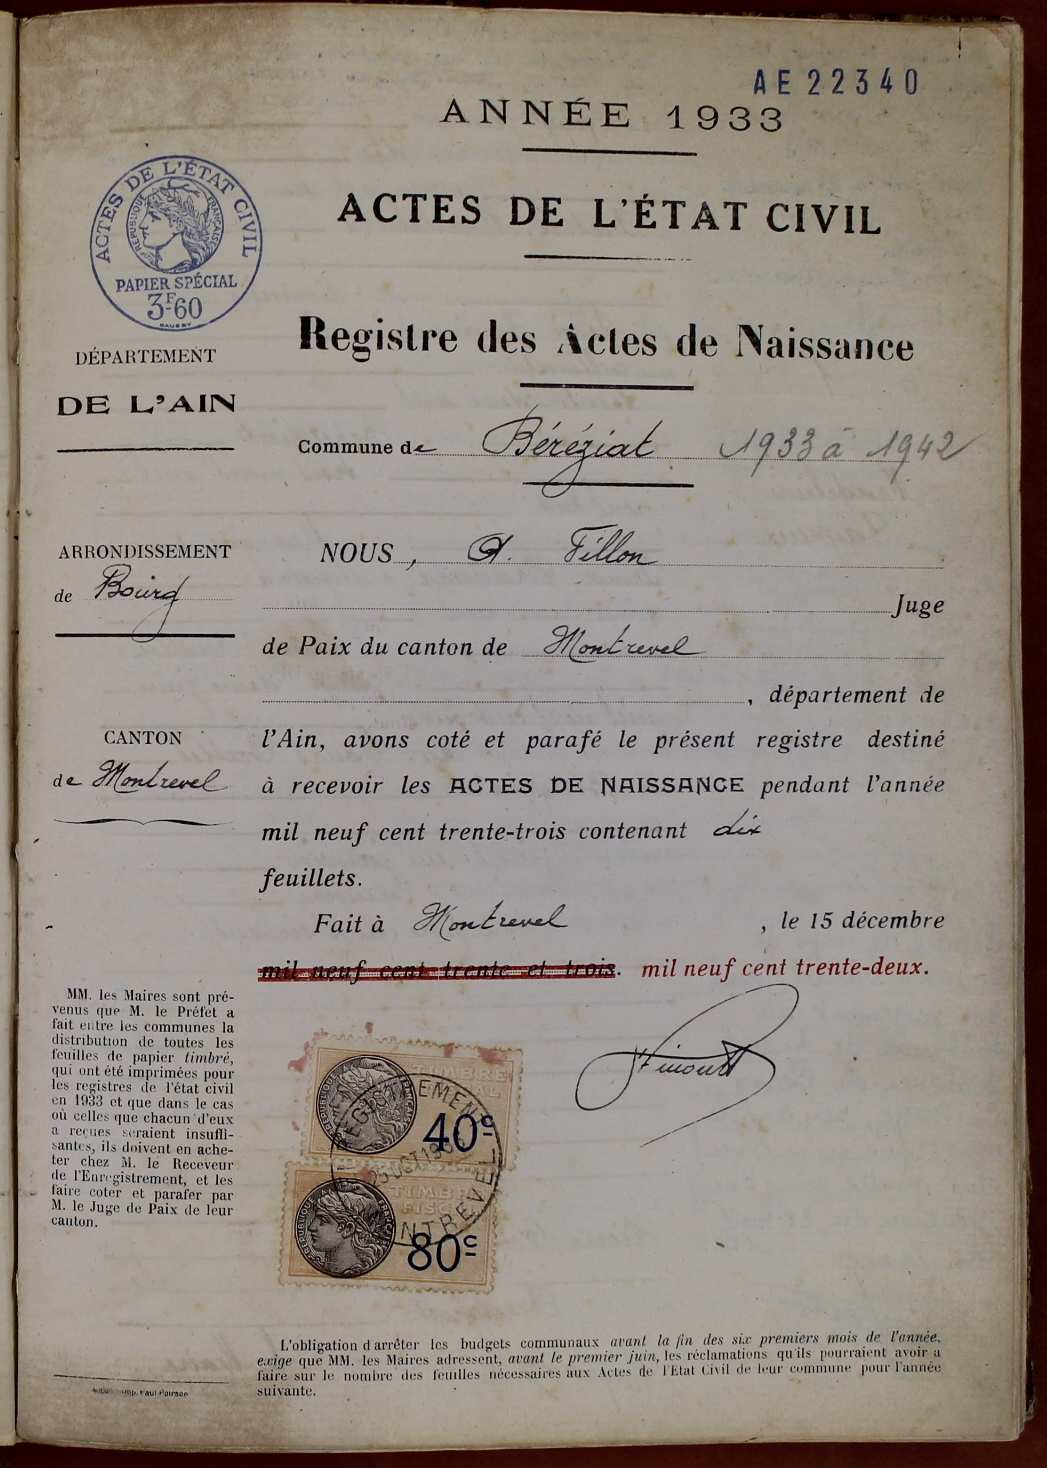 AE22340
ANNÉE 1933
ACTES DE L'ÉTAT CIVIL
RÉPUBLIQUE FRANÇAISE
PAPIER SPÉCIAL
3F60
ACTES DE L'ÉTAT CIVIL
Registre des Actes de Naissance
DÉPARTEMENT
DE L'AIN
Commune de Béréziat 1933 à 1942
ARRONDISSEMENT
de Bourg
CANTON
de Montrevel
NOUS, A. Fillon
Juge
de Paix du canton de Montrevel
, département de
l'Ain, avons coté et parafé le présent registre destiné
à recevoir les ACTES DE NAISSANCE pendant l'année
mil neuf cent trente-trois contenant dix
feuillets.
Fait à Montrevel, le 15 décembre
mil neuf cent trente et trois. mil neuf cent trente-deux.
MM. les Maires sont pré-
venus que M. le Préfet a
fait entre les communes la
distribution de toutes les
feuilles de papier timbré,
qui ont été imprimées pour
les registres de l'état civil
en 1933 et que dans le cas
où celles que chacun d'eux
a reçues seraient insuffi-
santes, ils doivent en ache-
ter chez M. le Receveur
de l'Enregistrement, et les
faire coter et parafer par
M. le Juge de Paix de leur
canton.
TIMBRE
40c
TIMBRE
FISCAL
RÉPUBLIQUE FRANÇAISE
80c
L'obligation d'arrêter les budgets communaux avant la fin des six premiers mois de l'année,
exige que MM. les Maires adressent, avant le premier juin, les réclamations qu'ils pourraient avoir à
faire sur le nombre des feuilles nécessaires aux Actes de l'Etat Civil de leur commune pour l'année
suivante.